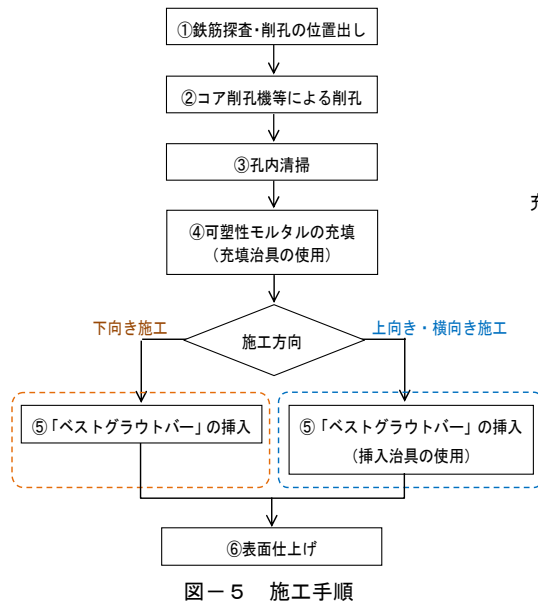 ①鉄筋探査・削孔の位置出し
②コア削孔機等による削孔
③孔内清掃
④可塑性モルタルの充填
(充填治具の使用)
下向き施工
施工方向
上向き・横向き施工
⑤「ベストグラウトバー」の挿入
⑤「ベストグラウトバー」の挿入
(挿入治具の使用)
⑥表面仕上げ
図－５　施工手順